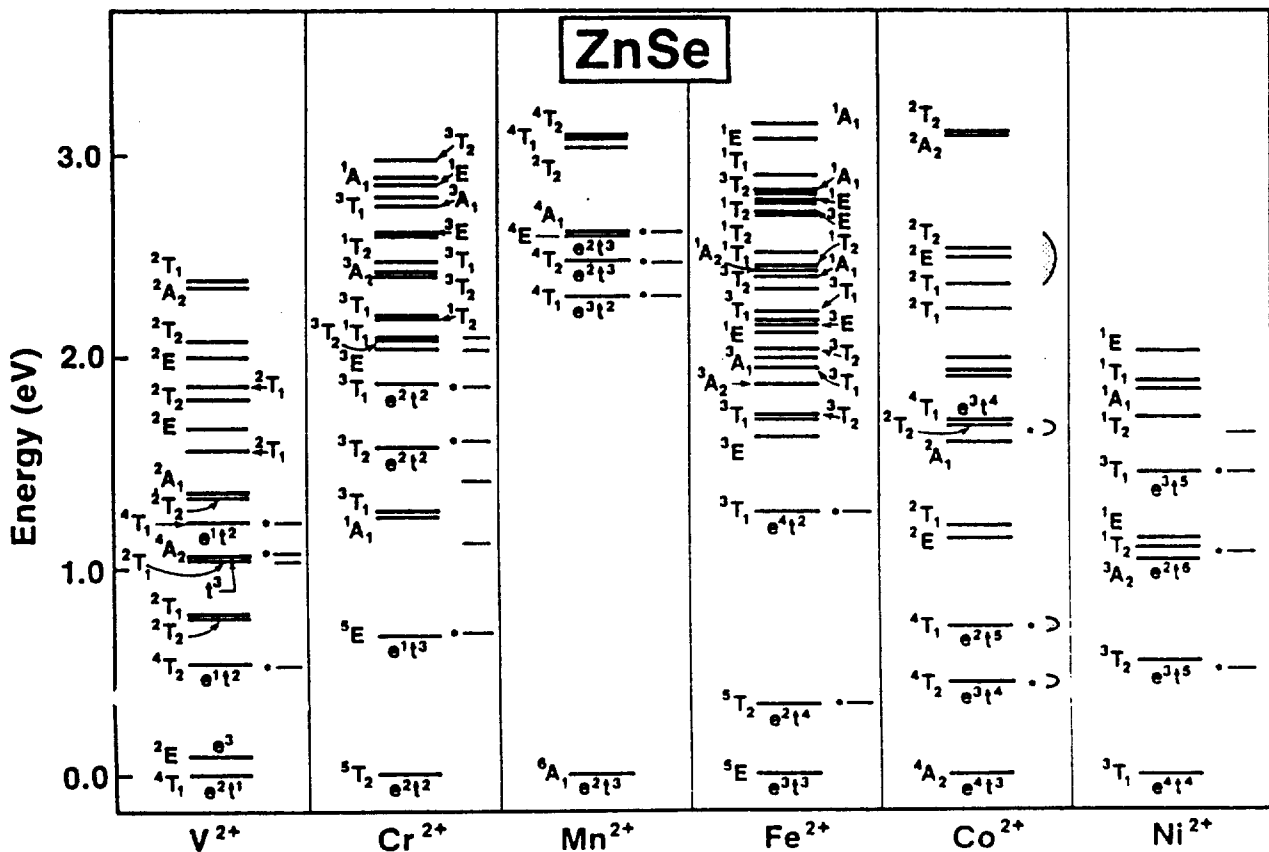 ZnSe
Energy (eV)
3.0
2.0
1.0
0.0
²T₁
²A₂
²T₂
²E
²T₁
²T₂
²E
²T₁
²A₁
²T₂
⁴T₁
e¹t²
⁴A₂
²T₁
t³
²T₁
²T₂
⁴T₂
e¹t²
²E
e³
⁴T₁
e²t¹
V²⁺
³T₂
¹A₁
¹E
³T₁
³A₁
³E
¹T₂
³T₁
³A₂
³T₂
³T₁
¹T₂
³T₂
¹T₁
³E
³T₁
e²t²
³T₂
e²t²
³T₁
¹A₁
⁵E
e¹t³
⁵T₂
e²t²
Cr²⁺
⁴T₂
⁴T₁
²T₂
⁴A₁
⁴E
e²t³
⁴T₂
e²t³
⁴T₁
e³t²
⁶A₁
e²t³
Mn²⁺
¹A₁
¹E
¹T₁
³T₂
¹A₁
¹E
¹T₂
³E
¹T₂
¹T₂
¹A₂
¹T₁
³T₂
¹A₁
³T₁
³T₁
¹E
³E
³T₂
³A₁
³T₁
³A₂
³T₁
³T₂
³E
³T₁
e⁴t²
⁵T₂
e²t⁴
⁵E
e³t³
Fe²⁺
²T₂
²A₂
²T₂
²E
²T₁
²T₁
⁴T₁
e³t⁴
²T₂
²A₁
²T₁
²E
⁴T₁
e²t⁵
⁴T₂
e³t⁴
⁴A₂
e⁴t³
Co²⁺
¹E
¹T₁
¹A₁
¹T₂
³T₁
e³t⁵
¹E
¹T₂
³A₂
e²t⁶
³T₂
e³t⁵
³T₁
e⁴t⁴
Ni²⁺